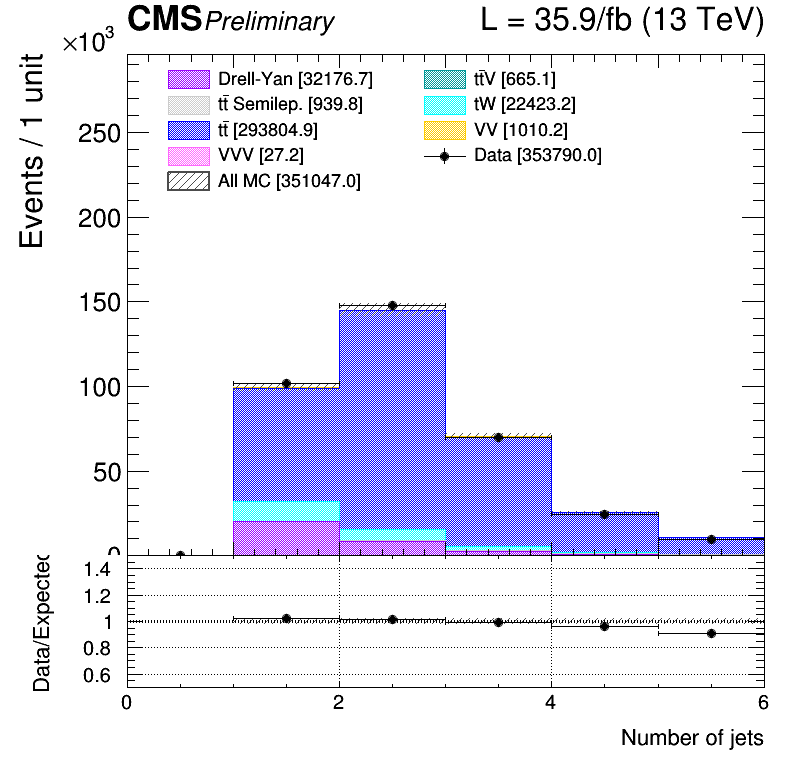 CMS Preliminary L = 35.9/fb (13 TeV)
×10³
Events / 1 unit
Drell-Yan [32176.7]
tt̄ Semilep. [939.8]
tt̄ [293804.9]
VVV [27.2]
All MC [351047.0]
tt̄V [665.1]
tW [22423.2]
VV [1010.2]
Data [353790.0]
250
200
150
100
50
0
Data/Expected
1.4
1.2
1
0.8
0.6
0 2 4 6
Number of jets